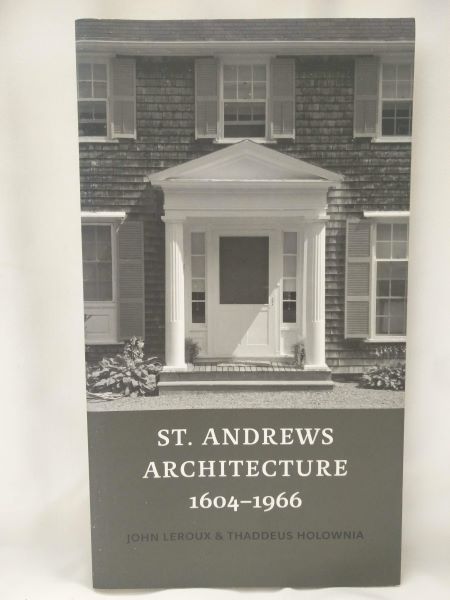 ST. ANDREWS
ARCHITECTURE
1604–1966
JOHN LEROUX & THADDEUS HOLOWNIA